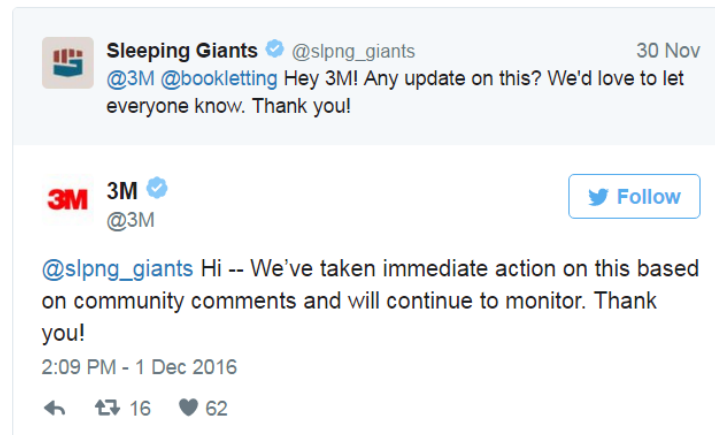 Sleeping Giants @slpng_giants 30 Nov
@3M @bookletting Hey 3M! Any update on this? We'd love to let
everyone know. Thank you!
3M 3M
@3M
Follow
@slpng_giants Hi -- We’ve taken immediate action on this based
on community comments and will continue to monitor. Thank
you!
2:09 PM - 1 Dec 2016
16 62